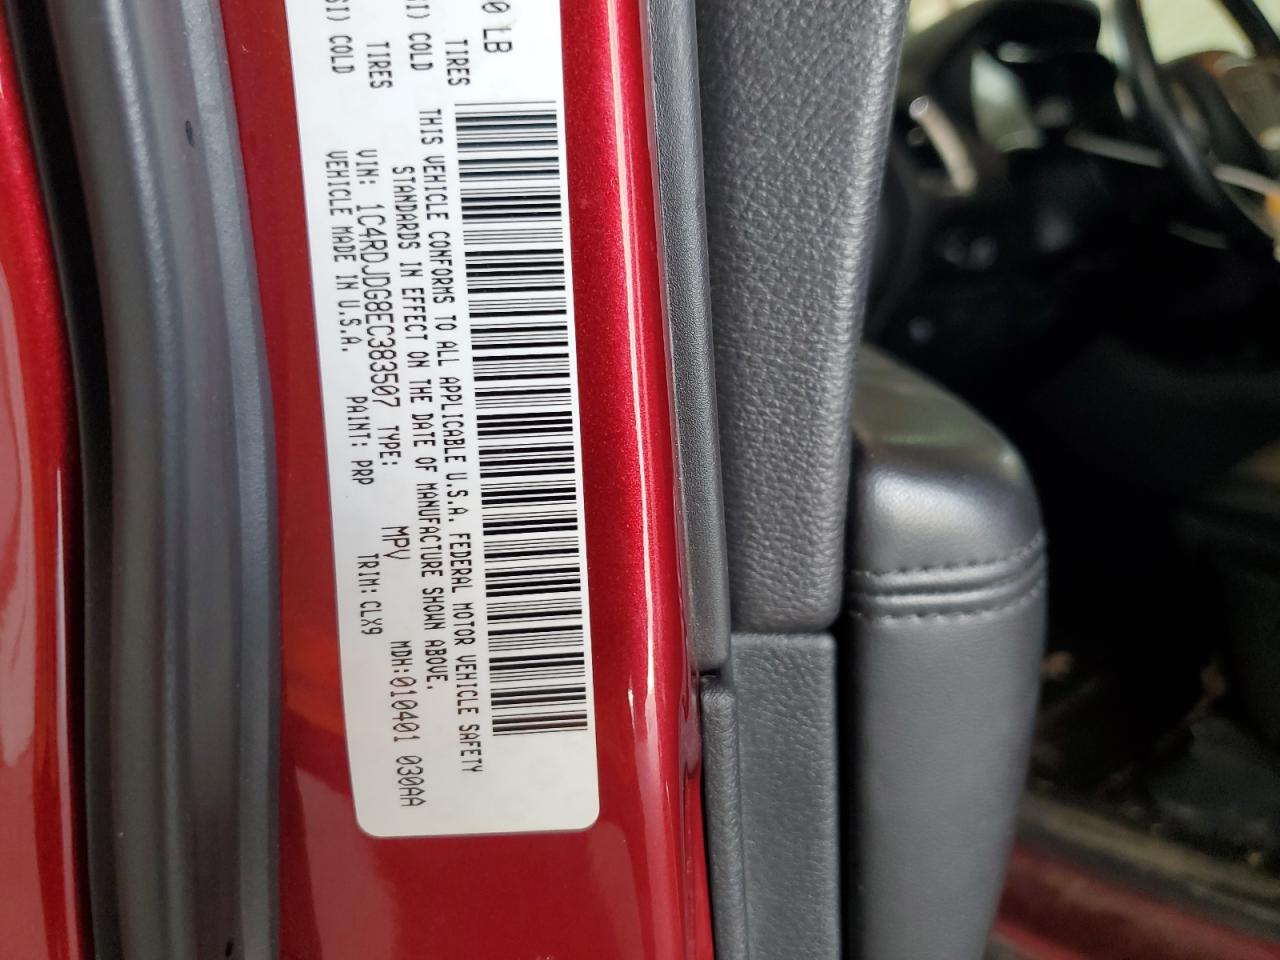 0 LB
TIRES
SI) COLD
TIRES
SI) COLD
THIS VEHICLE CONFORMS TO ALL APPLICABLE U.S.A. FEDERAL MOTOR VEHICLE SAFETY
STANDARDS IN EFFECT ON THE DATE OF MANUFACTURE SHOWN ABOVE.
VIN: 1C4RDJDG8EC383507 TYPE: MPV MDH:010401 030AA
VEHICLE MADE IN U.S.A. PAINT: PRP TRIM: CLX9